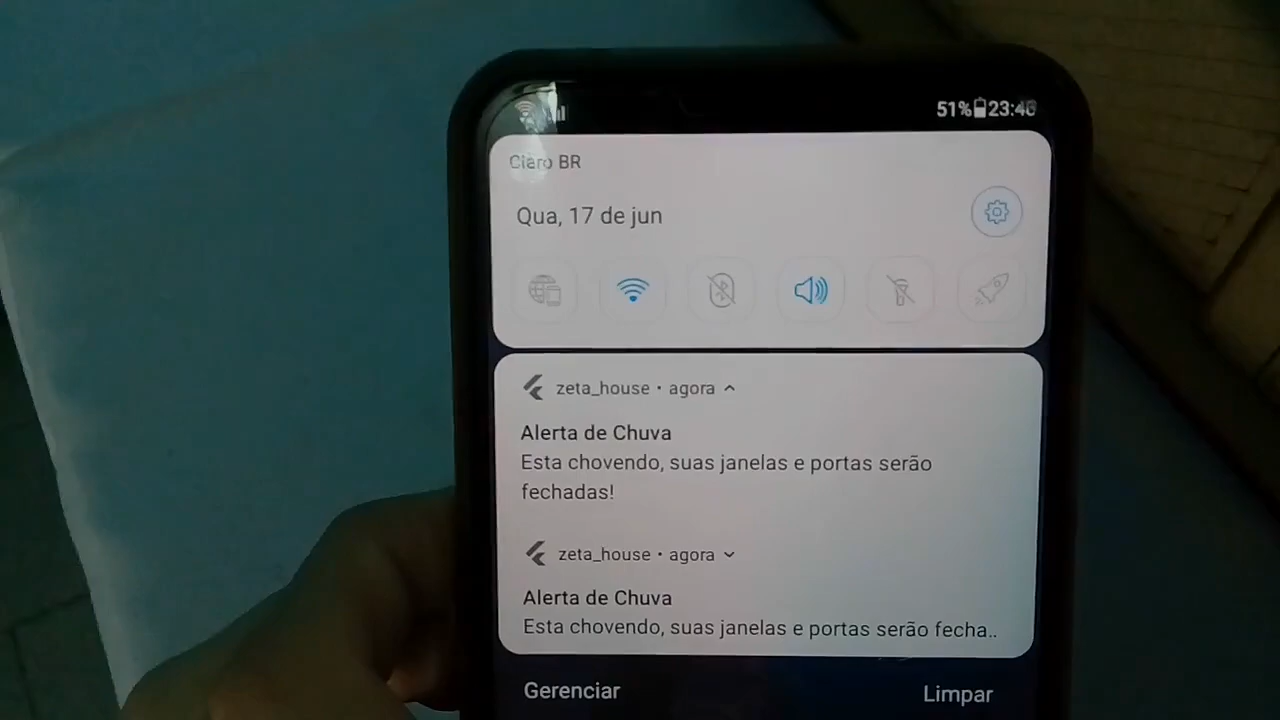 51% 23:46
Claro BR
Qua, 17 de jun
zeta_house • agora
Alerta de Chuva
Esta chovendo, suas janelas e portas serão
fechadas!
zeta_house • agora
Alerta de Chuva
Esta chovendo, suas janelas e portas serão fecha..
Gerenciar
Limpar